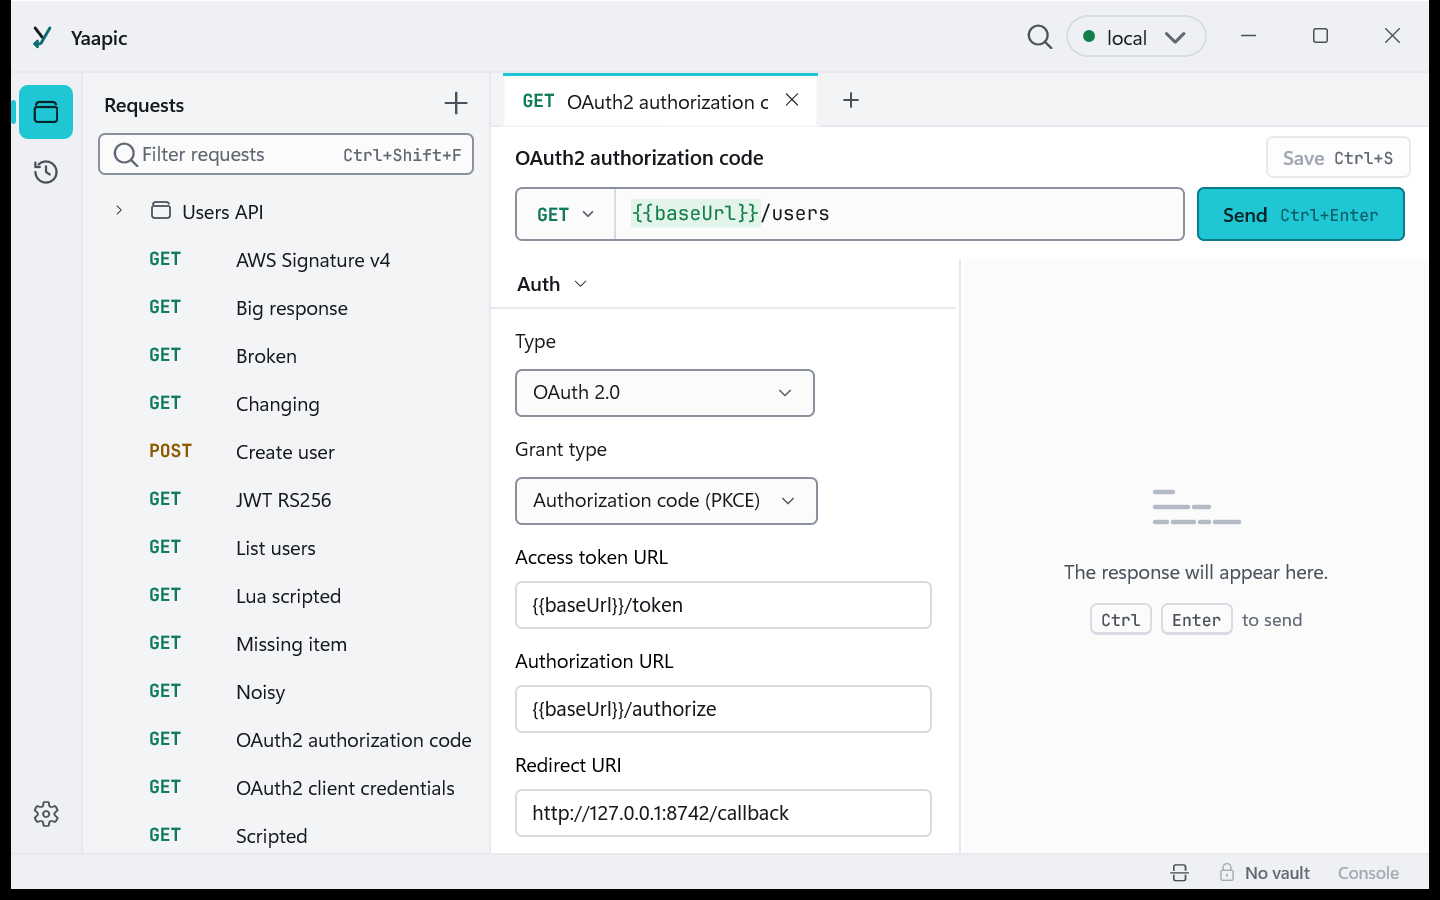 Yaapic
local
Requests
Filter requests Ctrl+Shift+F
Users API
GET AWS Signature v4
GET Big response
GET Broken
GET Changing
POST Create user
GET JWT RS256
GET List users
GET Lua scripted
GET Missing item
GET Noisy
GET OAuth2 authorization code
GET OAuth2 client credentials
GET Scripted
GET OAuth2 authorization c
OAuth2 authorization code
Save Ctrl+S
GET {{baseUrl}}/users
Send Ctrl+Enter
Auth
Type
OAuth 2.0
Grant type
Authorization code (PKCE)
Access token URL
{{baseUrl}}/token
Authorization URL
{{baseUrl}}/authorize
Redirect URI
http://127.0.0.1:8742/callback
The response will appear here.
Ctrl Enter to send
No vault
Console